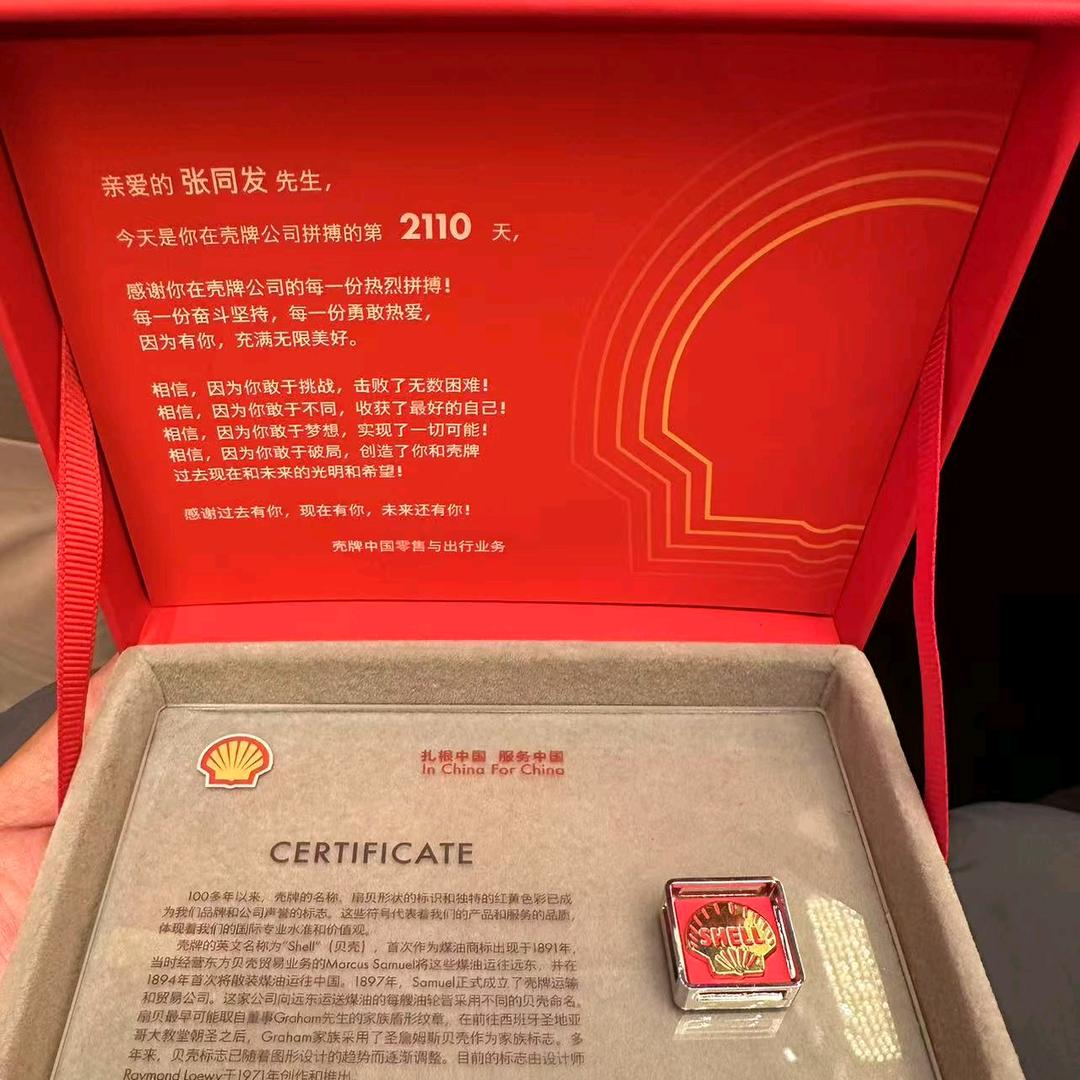 亲爱的 张同发 先生，
今天是你在壳牌公司拼搏的第 2110 天，
感谢你在壳牌公司的每一份热烈拼搏！
每一份奋斗坚持，每一份勇敢热爱，
因为有你，充满无限美好。
相信，因为你敢于挑战，击败了无数困难！
相信，因为你敢于不同，收获了最好的自己！
相信，因为你敢于梦想，实现了一切可能！
相信，因为你敢于破局，创造了你和壳牌
过去现在和未来的光明和希望！
感谢过去有你，现在有你，未来还有你！
壳牌中国零售与出行业务
扎根中国 服务中国
In China For China
CERTIFICATE
100多年以来，壳牌的名称、扇贝形状的标识和独特的红黄色彩已成
为我们品牌和公司声誉的标志。这些符号代表着我们的产品和服务的品质，
体现着我们的国际专业水准和价值观。
壳牌的英文名称为"Shell"（贝壳），首次作为煤油商标出现于1891年，
当时经营东方贝壳贸易业务的Marcus Samuel将这些煤油运往远东，并在
1894年首次将散装煤油运往中国。1897年，Samuel正式成立了壳牌运输
和贸易公司。这家公司向远东运送煤油的每艘油轮皆采用不同的贝壳命名。
扇贝最早可能取自董事Graham先生的家族盾形纹章，在前往西班牙圣地亚
哥大教堂朝圣之后，Graham家族采用了圣詹姆斯贝壳作为家族标志。多
年来，贝壳标志已随着图形设计的趋势而逐渐调整。目前的标志由设计师
Raymond Loewy于1971年创作和推出。
SHELL